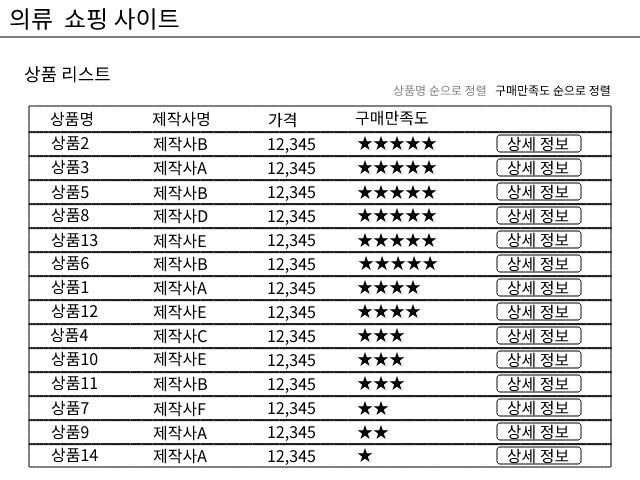 의류 쇼핑 사이트
상품 리스트
상품명 순으로 정렬 구매만족도 순으로 정렬
상품명 제작사명 가격 구매만족도
상품2 제작사B 12,345 ★★★★★ 상세 정보
상품3 제작사A 12,345 ★★★★★ 상세 정보
상품5 제작사B 12,345 ★★★★★ 상세 정보
상품8 제작사D 12,345 ★★★★★ 상세 정보
상품13 제작사E 12,345 ★★★★★ 상세 정보
상품6 제작사B 12,345 ★★★★★ 상세 정보
상품1 제작사A 12,345 ★★★★ 상세 정보
상품12 제작사E 12,345 ★★★★ 상세 정보
상품4 제작사C 12,345 ★★★ 상세 정보
상품10 제작사E 12,345 ★★★ 상세 정보
상품11 제작사B 12,345 ★★★ 상세 정보
상품7 제작사F 12,345 ★★ 상세 정보
상품9 제작사A 12,345 ★★ 상세 정보
상품14 제작사A 12,345 ★ 상세 정보